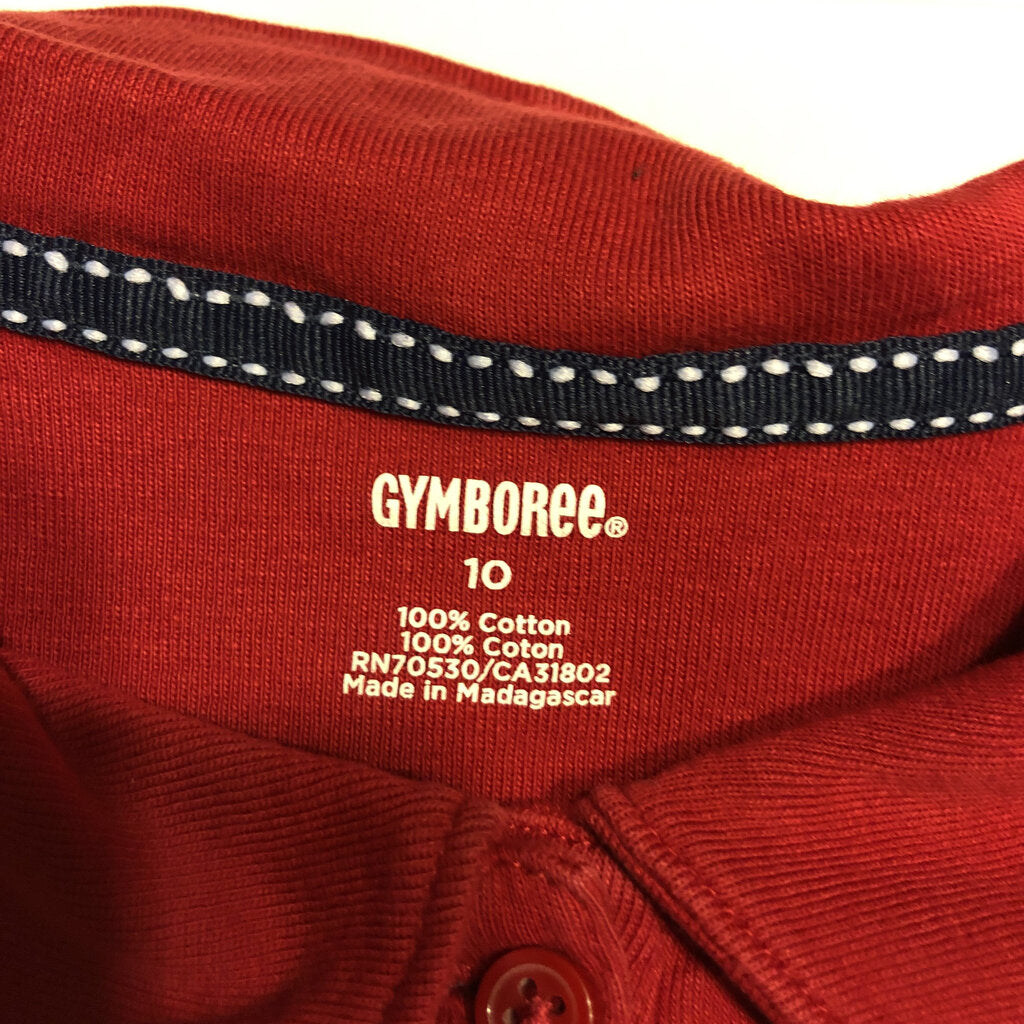 GYMBOREE®
10
100% Cotton
100% Coton
RN70530/CA31802
Made in Madagascar